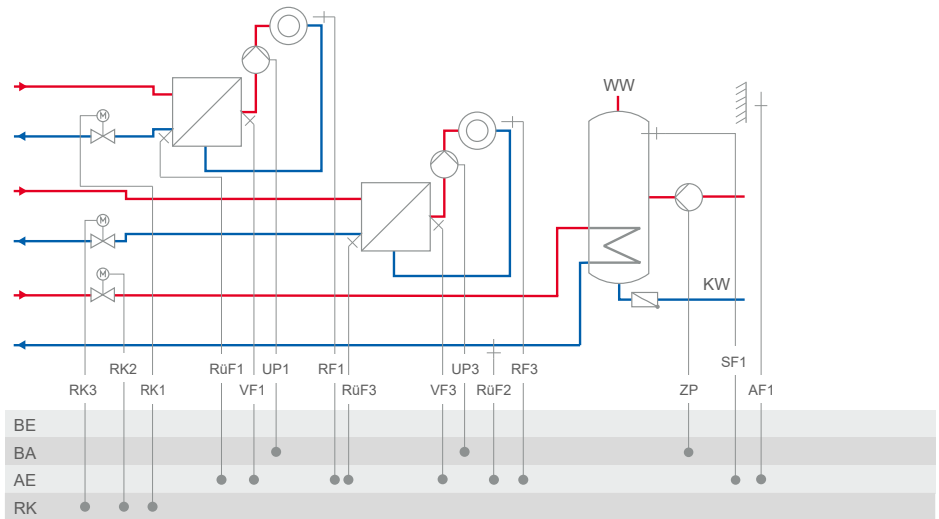 WW
M
M
M
KW
RK3
RK2
RK1
RüF1
VF1
UP1
RF1
RüF3
VF3
UP3
RüF2
RF3
ZP
SF1
AF1
BE
BA
AE
RK